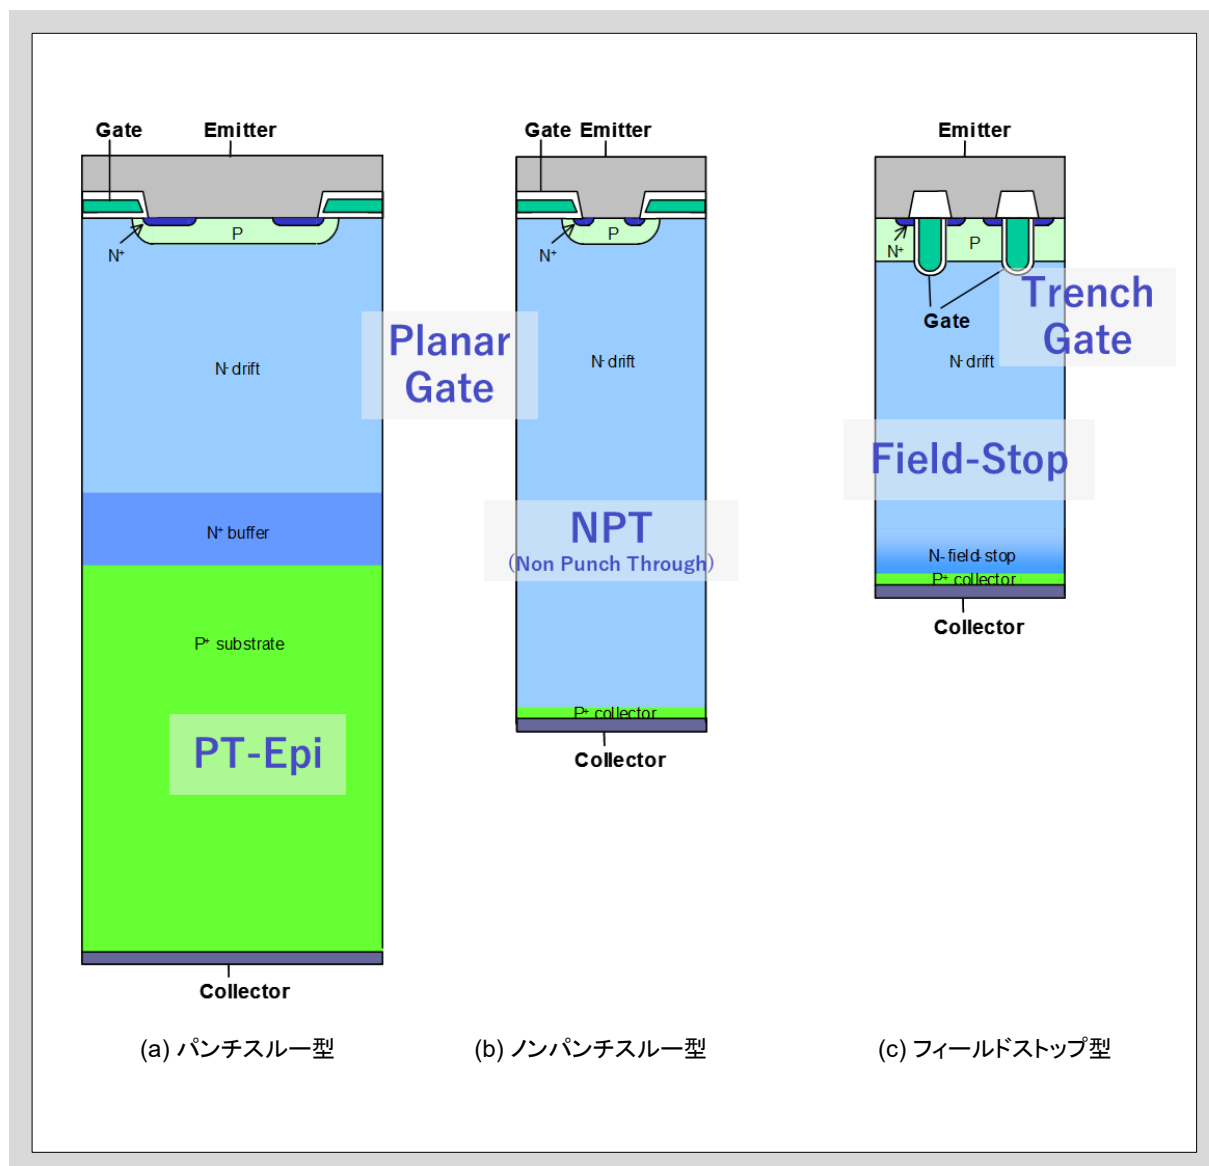 Gate
Emitter
N⁺
P
N- drift
N⁺ buffer
P⁺ substrate
PT-Epi
Collector
(a) パンチスルー型
Planar
Gate
Gate Emitter
N⁺
P
N- drift
NPT
(Non Punch Through)
P⁺ collector
Collector
(b) ノンパンチスルー型
Emitter
N⁺
P
Gate
Trench
Gate
N- drift
Field-Stop
N- field-stop
P⁺ collector
Collector
(c) フィールドストップ型